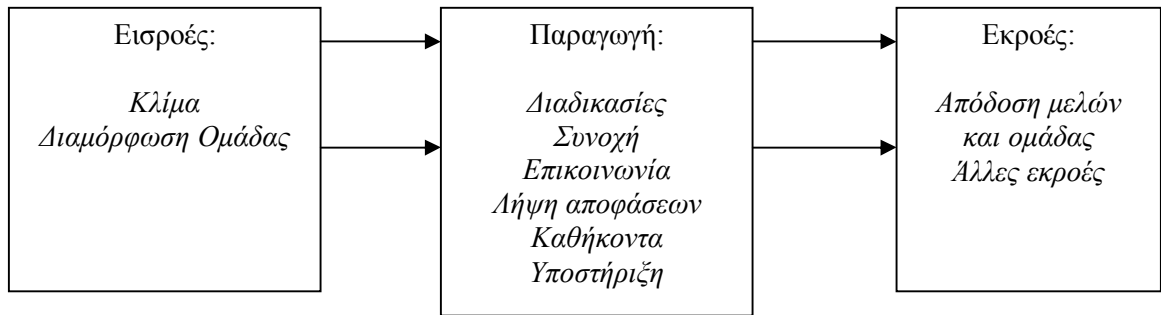 Εισροές:
Κλίμα
Διαμόρφωση Ομάδας
Παραγωγή:
Διαδικασίες
Συνοχή
Επικοινωνία
Λήψη αποφάσεων
Καθήκοντα
Υποστήριξη
Εκροές:
Απόδοση μελών
και ομάδας
Άλλες εκροές